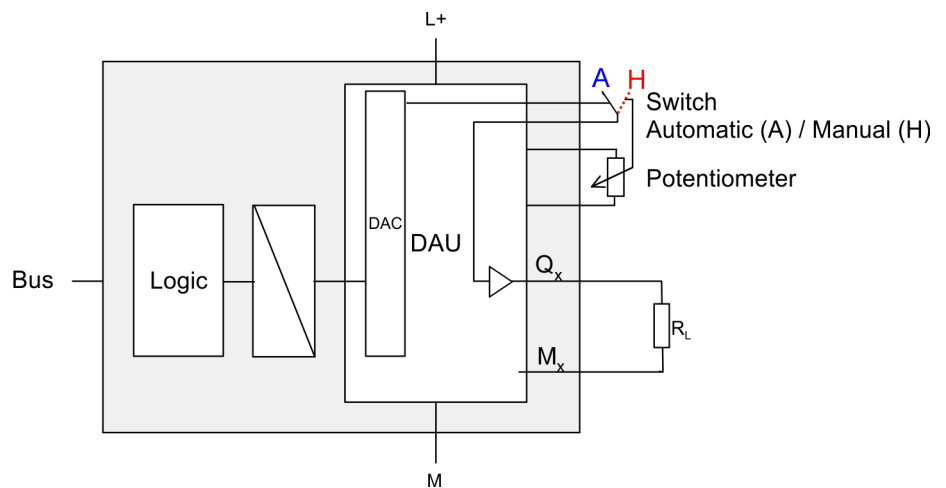 L+
A H
Switch
Automatic (A) / Manual (H)
Potentiometer
DAC
DAU
Logic
Bus
Qx
RL
Mx
M